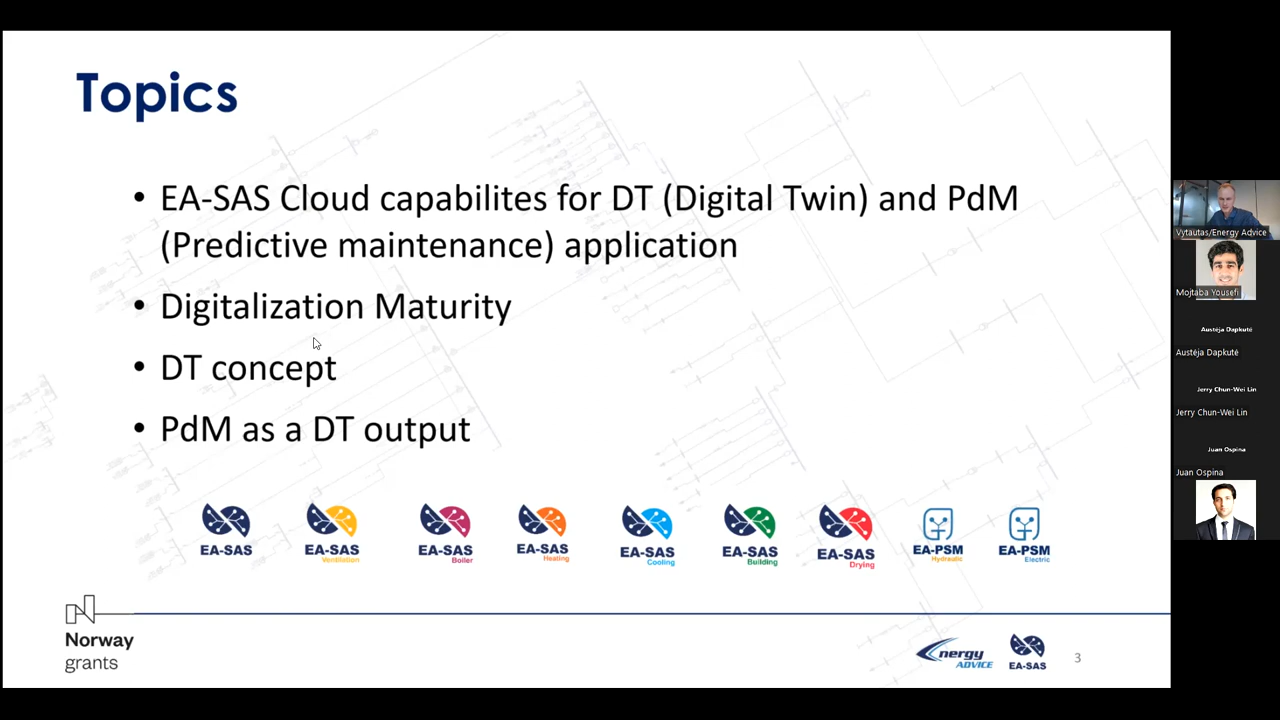 Topics
• EA-SAS Cloud capabilites for DT (Digital Twin) and PdM
(Predictive maintenance) application
• Digitalization Maturity
• DT concept
• PdM as a DT output
EA-SAS
EA-SAS
Ventilation
EA-SAS
Boiler
EA-SAS
Heating
EA-SAS
Cooling
EA-SAS
Building
EA-SAS
Drying
EA-PSM
Hydraulic
EA-PSM
Electric
Norway
grants
nergy
ADVICE
EA-SAS
3
Vytautas/Energy Advice
Mojtaba Yousefi
Austėja Dapkutė
Austėja Dapkutė
Jerry Chun-Wei Lin
Jerry Chun-Wei Lin
Juan Ospina
Juan Ospina